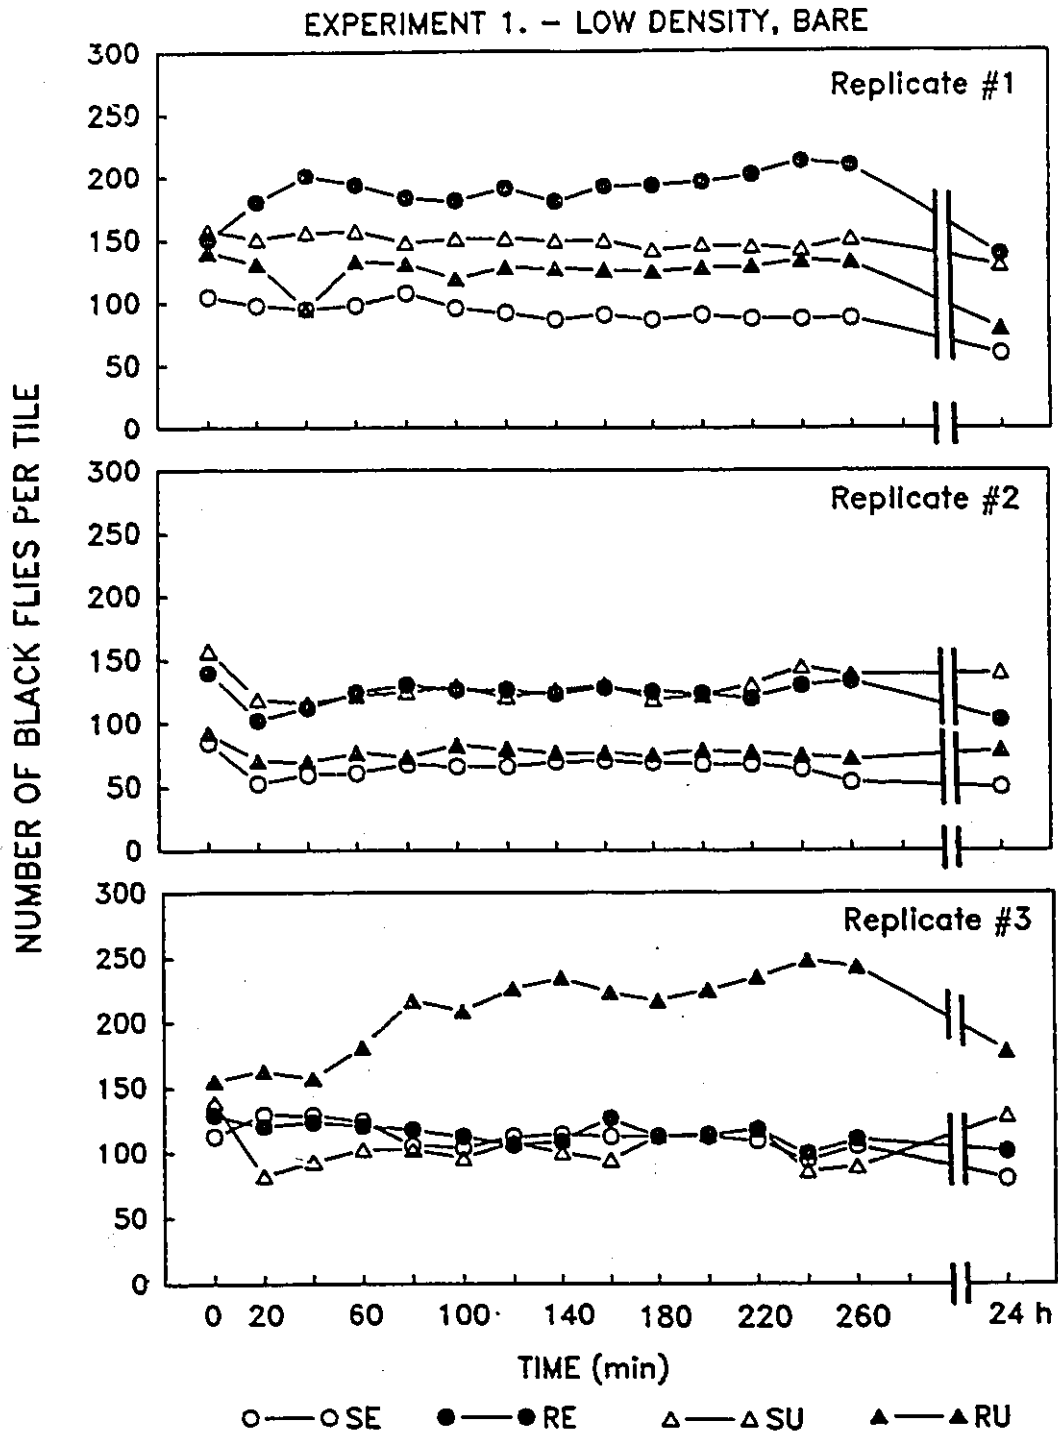 EXPERIMENT 1. – LOW DENSITY, BARE
NUMBER OF BLACK FLIES PER TILE
300
Replicate #1
250
200
150
100
50
0
300
Replicate #2
250
200
150
100
50
0
300
Replicate #3
250
200
150
100
50
0
0 20 60 100 140 180 220 260 24 h
TIME (min)
SE RE SU RU